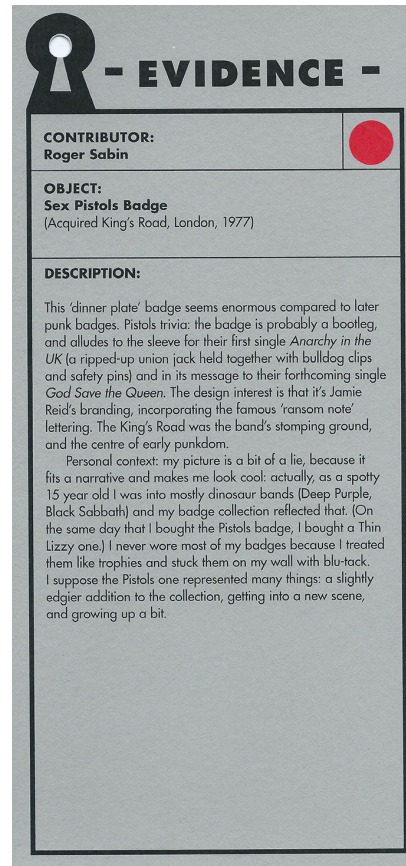 - EVIDENCE -
CONTRIBUTOR:
Roger Sabin
OBJECT:
Sex Pistols Badge
(Acquired King's Road, London, 1977)
DESCRIPTION:
This 'dinner plate' badge seems enormous compared to later
punk badges. Pistols trivia: the badge is probably a bootleg,
and alludes to the sleeve for their first single Anarchy in the
UK (a ripped-up union jack held together with bulldog clips
and safety pins) and in its message to their forthcoming single
God Save the Queen. The design interest is that it's Jamie
Reid's branding, incorporating the famous 'ransom note'
lettering. The King's Road was the band's stomping ground,
and the centre of early punkdom.
Personal context: my picture is a bit of a lie, because it
fits a narrative and makes me look cool: actually, as a spotty
15 year old I was into mostly dinosaur bands (Deep Purple,
Black Sabbath) and my badge collection reflected that. (On
the same day that I bought the Pistols badge, I bought a Thin
Lizzy one.) I never wore most of my badges because I treated
them like trophies and stuck them on my wall with blu-tack.
I suppose the Pistols one represented many things: a slightly
edgier addition to the collection, getting into a new scene,
and growing up a bit.